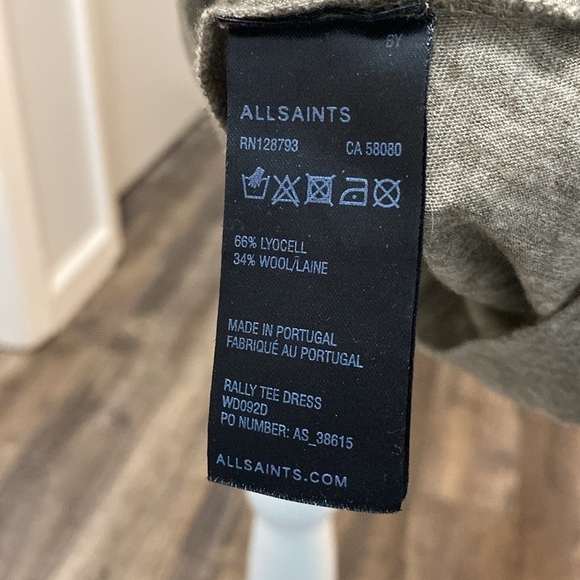 6Y
ALLSAINTS
RN128793 CA 58080
66% LYOCELL
34% WOOL/LAINE
MADE IN PORTUGAL
FABRIQUÉ AU PORTUGAL
RALLY TEE DRESS
WD092D
PO NUMBER: AS_38615
ALLSAINTS.COM